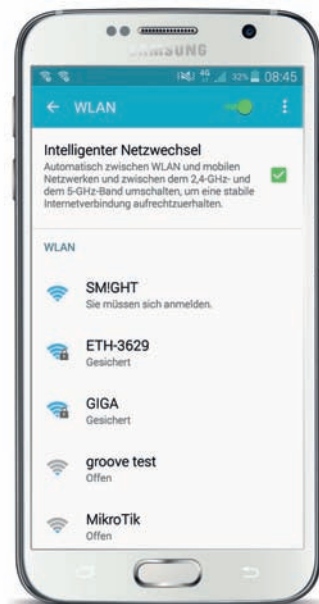 SAMSUNG
4G 32% 08:45
WLAN
Intelligenter Netzwechsel
Automatisch zwischen WLAN und mobilen
Netzwerken und zwischen dem 2,4-GHz- und
dem 5-GHz-Band umschalten, um eine stabile
Internetverbindung aufrechtzuerhalten.
WLAN
SM!GHT
Sie müssen sich anmelden.
ETH-3629
Gesichert
GIGA
Gesichert
groove test
Offen
MikroTik
Offen